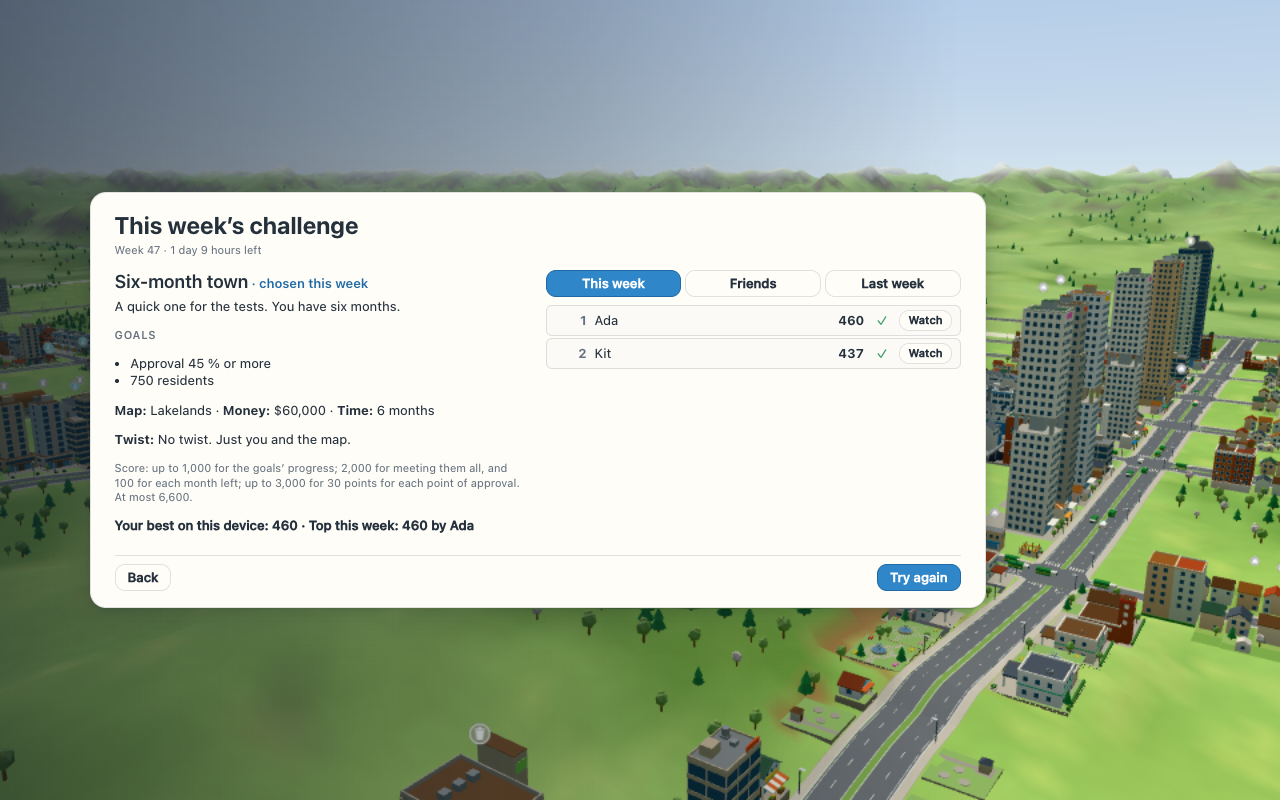 This week’s challenge
Week 47 · 1 day 9 hours left
Six-month town · chosen this week
A quick one for the tests. You have six months.
GOALS
• Approval 45 % or more
• 750 residents
Map: Lakelands · Money: $60,000 · Time: 6 months
Twist: No twist. Just you and the map.
Score: up to 1,000 for the goals’ progress; 2,000 for meeting them all, and
100 for each month left; up to 3,000 for 30 points for each point of approval.
At most 6,600.
Your best on this device: 460 · Top this week: 460 by Ada
This week Friends Last week
1 Ada 460 ✓ Watch
2 Kit 437 ✓ Watch
Back Try again